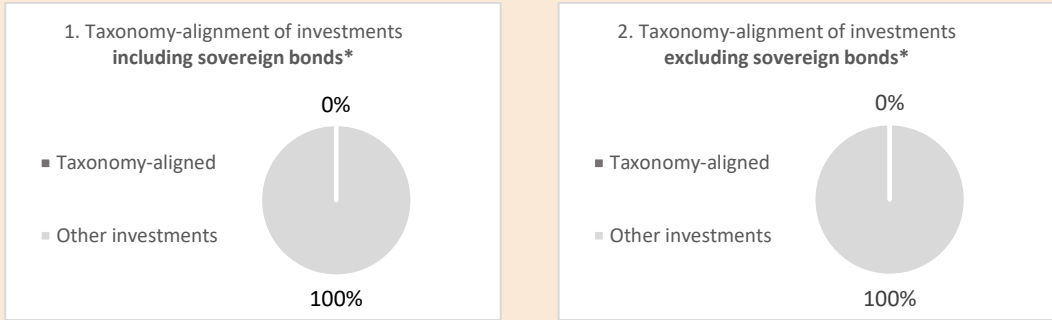 1. Taxonomy-alignment of investments
including sovereign bonds*
0%
Taxonomy-aligned
Other investments
100%
2. Taxonomy-alignment of investments
excluding sovereign bonds*
0%
Taxonomy-aligned
Other investments
100%